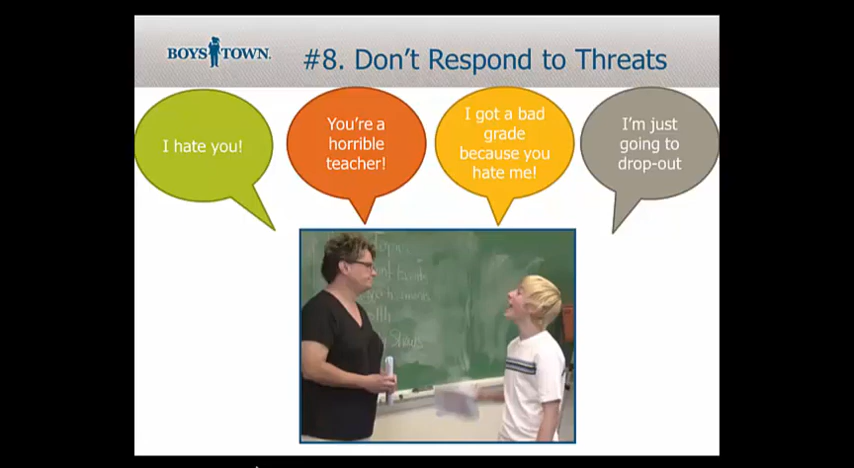 BOYS TOWN.
#8. Don't Respond to Threats
I hate you!
You're a
horrible
teacher!
I got a bad
grade
because you
hate me!
I'm just
going to
drop-out